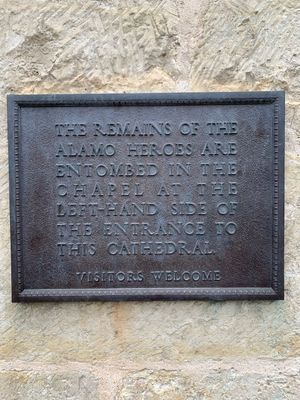 THE REMAINS OF THE
ALAMO HEROES ARE
ENTOMBED IN THE
CHAPEL AT THE
LEFT-HAND SIDE OF
THE ENTRANCE TO
THIS CATHEDRAL.
VISITORS WELCOME